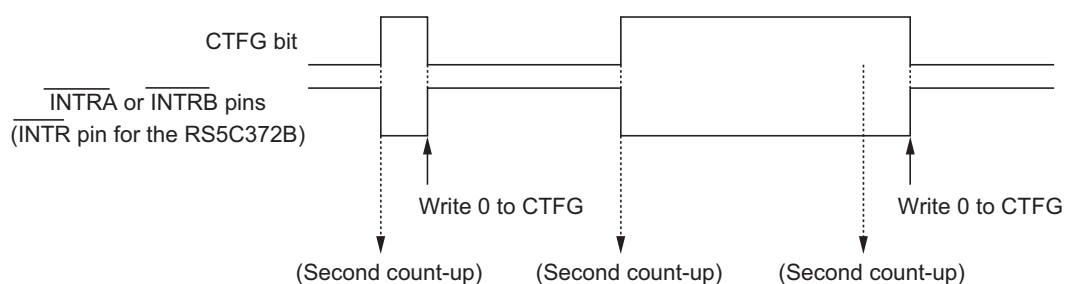 CTFG bit
INTRA or INTRB pins
(INTR pin for the RS5C372B)
Write 0 to CTFG
Write 0 to CTFG
(Second count-up)
(Second count-up)
(Second count-up)